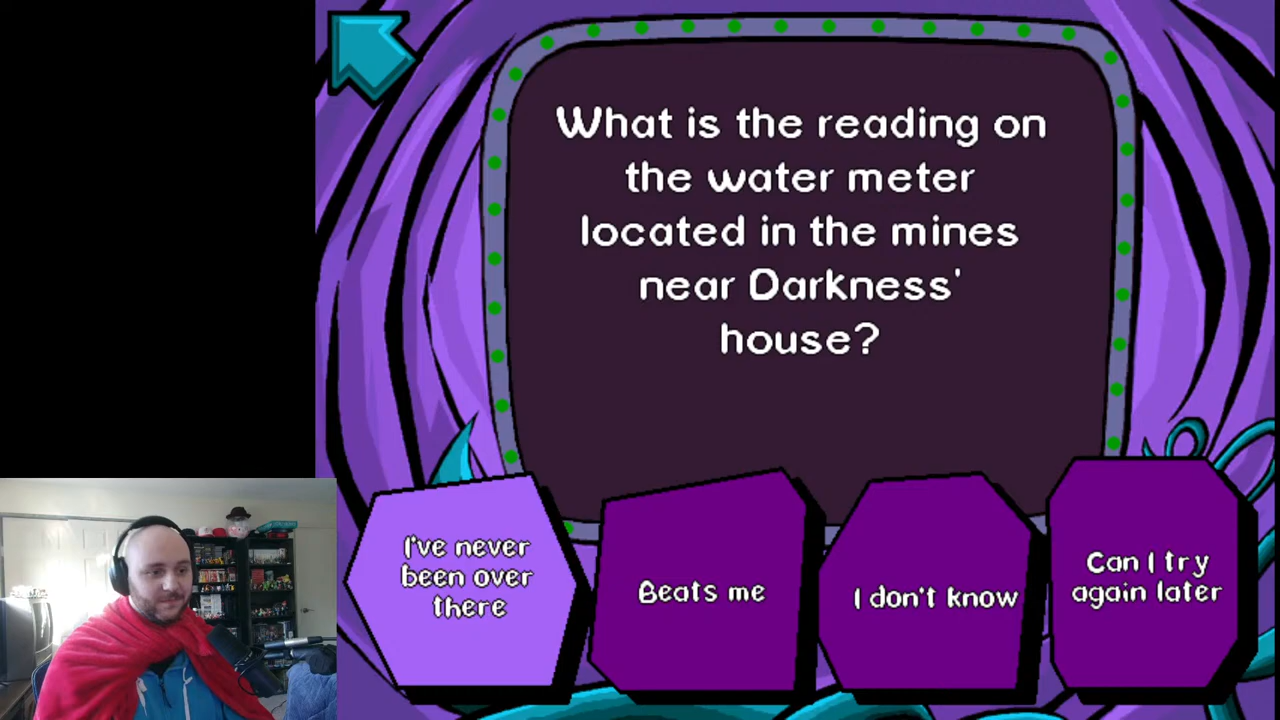 What is the reading on
the water meter
located in the mines
near Darkness'
house?
I've never
been over
there
Beats me
I don't know
Can I try
again later